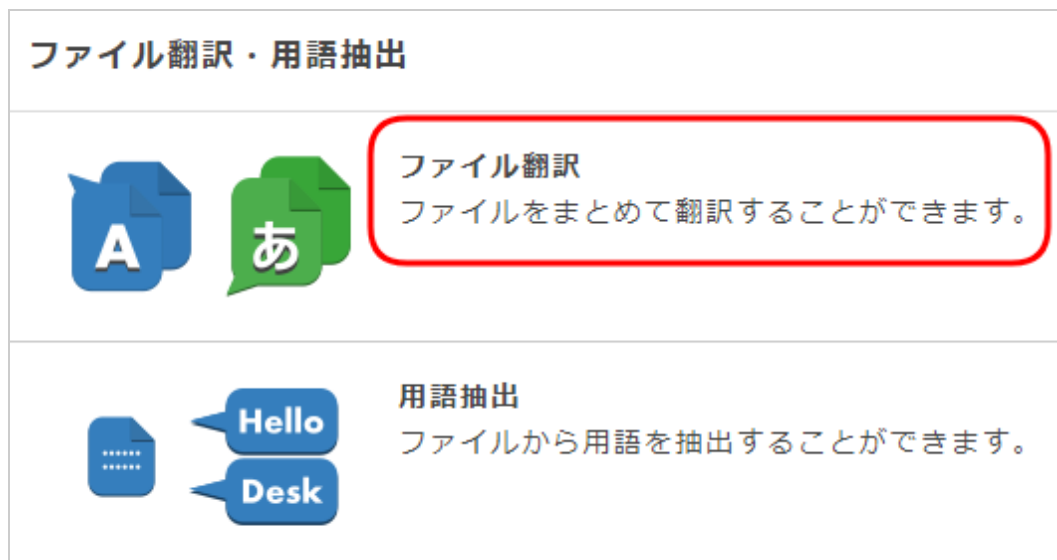 ファイル翻訳・用語抽出
ファイル翻訳
ファイルをまとめて翻訳することができます。
A
あ
用語抽出
ファイルから用語を抽出することができます。
Hello
Desk